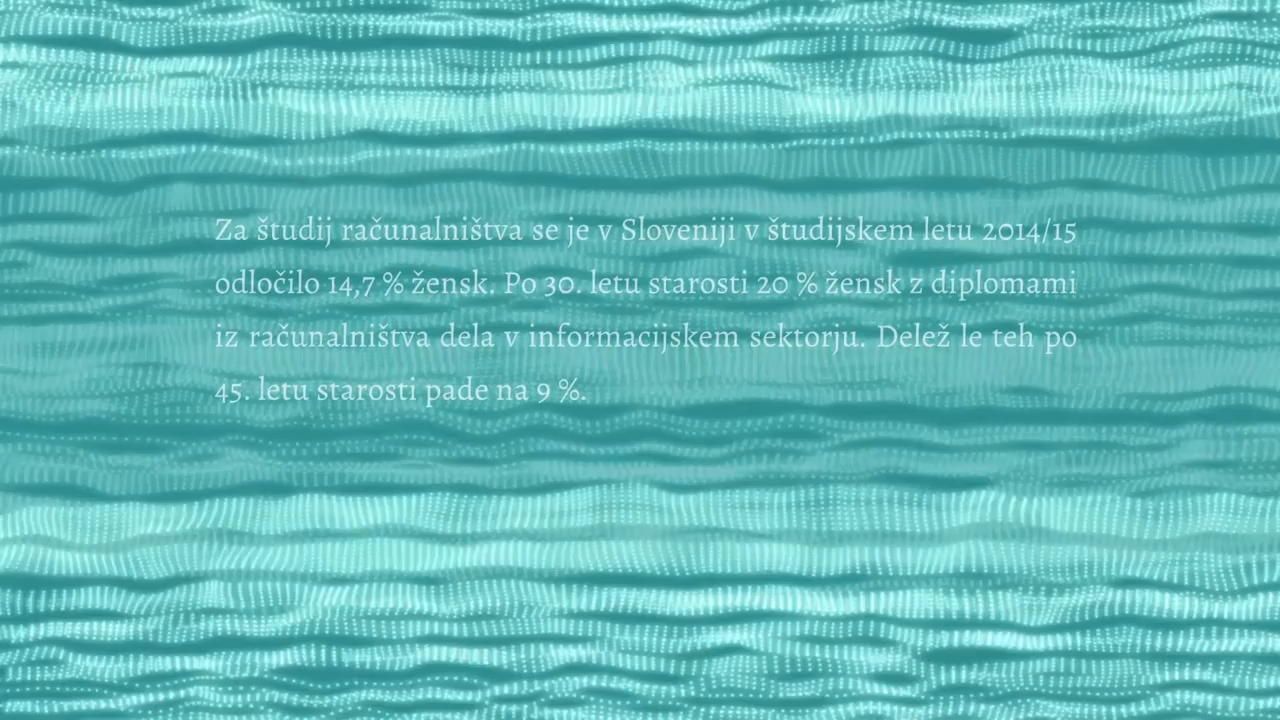 Za študij računalništva se je v Sloveniji v študijskem letu 2014/15
odločilo 14,7 % žensk. Po 30. letu starosti 20 % žensk z diplomami
iz računalništva dela v informacijskem sektorju. Delež le teh po
45. letu starosti pade na 9 %.